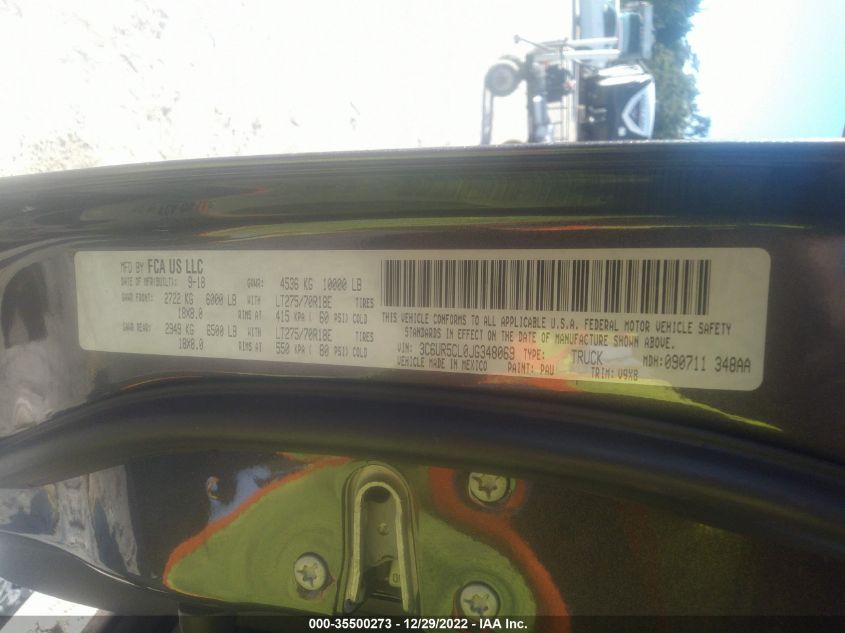 MFD BY FCA US LLC
DATE OF MFR(BUILT): 9-18 GVWR: 4536 KG 10000 LB
GAWR FRONT: 2722 KG 6000 LB WITH LT275/70R18E TIRES
18X8.0 RIMS AT 415 KPA ( 60 PSI) COLD
GAWR REAR: 2949 KG 6500 LB WITH LT275/70R18E TIRES
18X8.0 RIMS AT 550 KPA ( 80 PSI) COLD
THIS VEHICLE CONFORMS TO ALL APPLICABLE U.S.A. FEDERAL MOTOR VEHICLE SAFETY
STANDARDS IN EFFECT ON THE DATE OF MANUFACTURE SHOWN ABOVE.
VIN: 3C6UR5CL0JG348069 TYPE: TRUCK MDH:090711 348AA
VEHICLE MADE IN MEXICO PAINT: PAU TRIM: V9X8
000-35500273 - 12/29/2022 - IAA Inc.